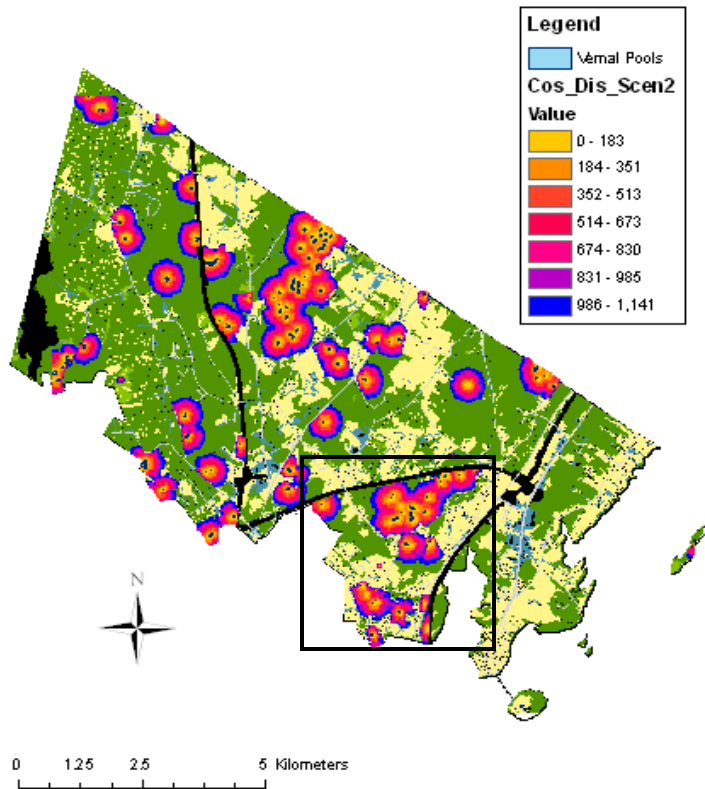 Legend
Vernal Pools
Cos_Dis_Scen2
Value
0 - 183
184 - 351
352 - 513
514 - 673
674 - 830
831 - 985
986 - 1,141
N
0 1.25 2.5 5 Kilometers